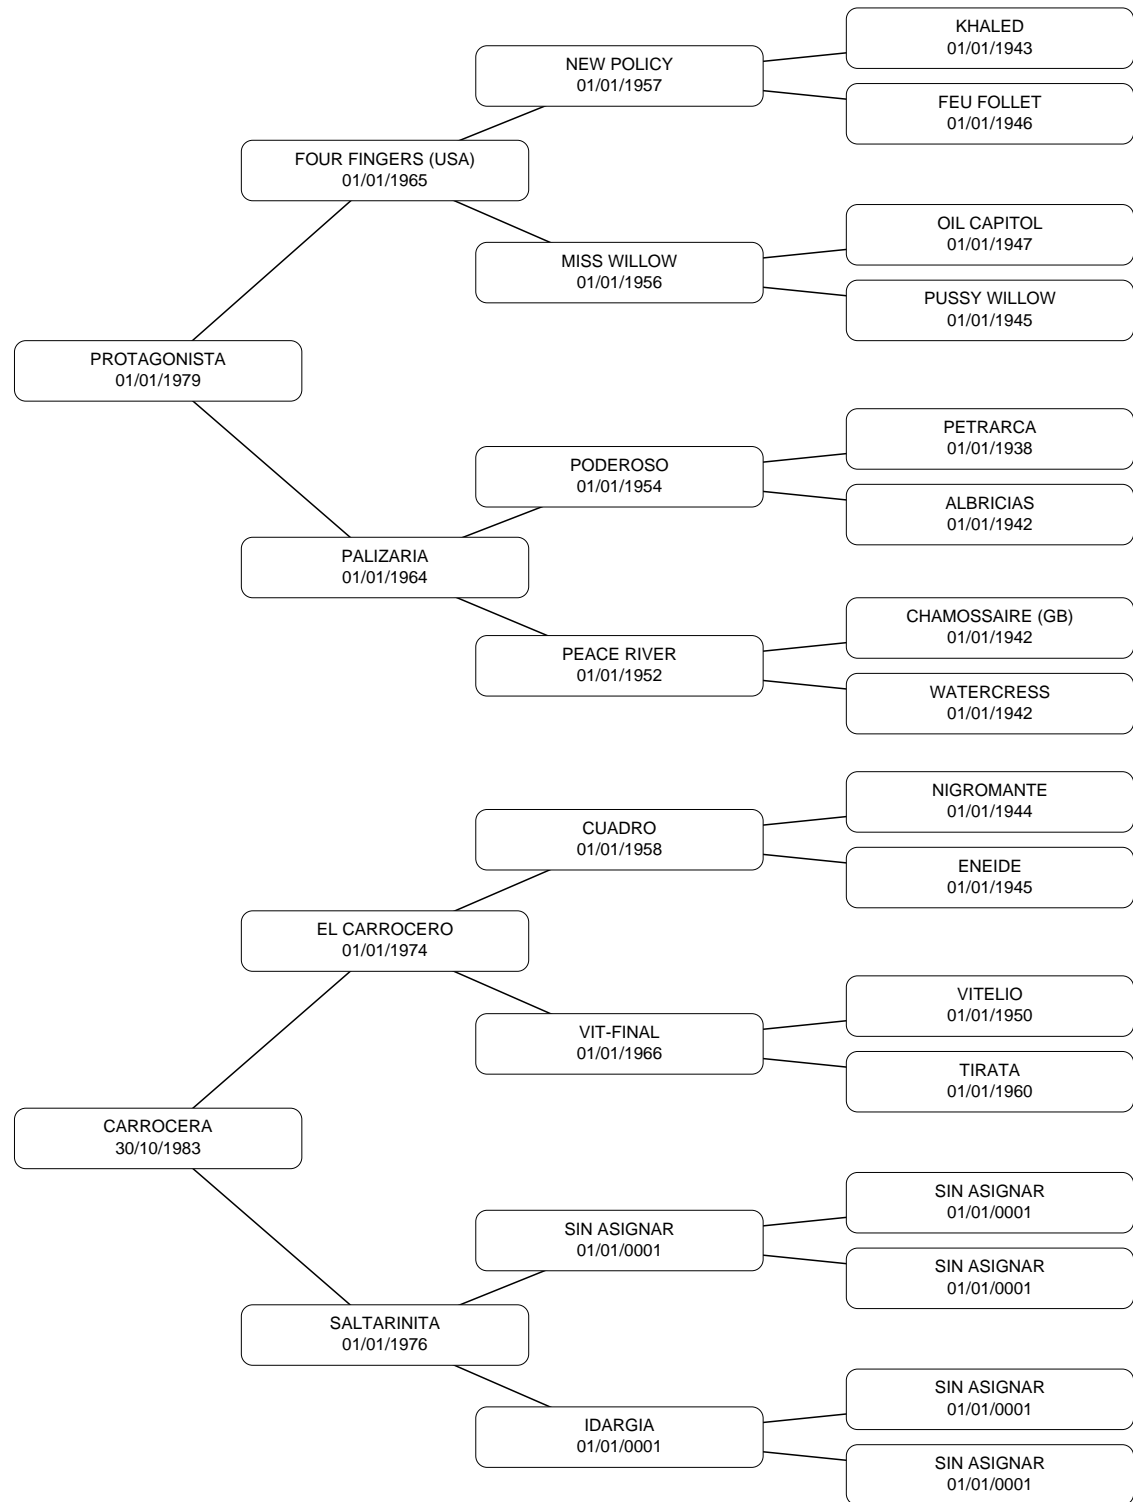 KHALED
01/01/1943
NEW POLICY
01/01/1957
FEU FOLLET
01/01/1946
FOUR FINGERS (USA)
01/01/1965
OIL CAPITOL
01/01/1947
MISS WILLOW
01/01/1956
PUSSY WILLOW
01/01/1945
PROTAGONISTA
01/01/1979
PETRARCA
01/01/1938
PODEROSO
01/01/1954
ALBRICIAS
01/01/1942
PALIZARIA
01/01/1964
CHAMOSSAIRE (GB)
01/01/1942
PEACE RIVER
01/01/1952
WATERCRESS
01/01/1942
NIGROMANTE
01/01/1944
CUADRO
01/01/1958
ENEIDE
01/01/1945
EL CARROCERO
01/01/1974
VITELIO
01/01/1950
VIT-FINAL
01/01/1966
TIRATA
01/01/1960
CARROCERA
30/10/1983
SIN ASIGNAR
01/01/0001
SIN ASIGNAR
01/01/0001
SIN ASIGNAR
01/01/0001
SALTARINITA
01/01/1976
SIN ASIGNAR
01/01/0001
IDARGIA
01/01/0001
SIN ASIGNAR
01/01/0001